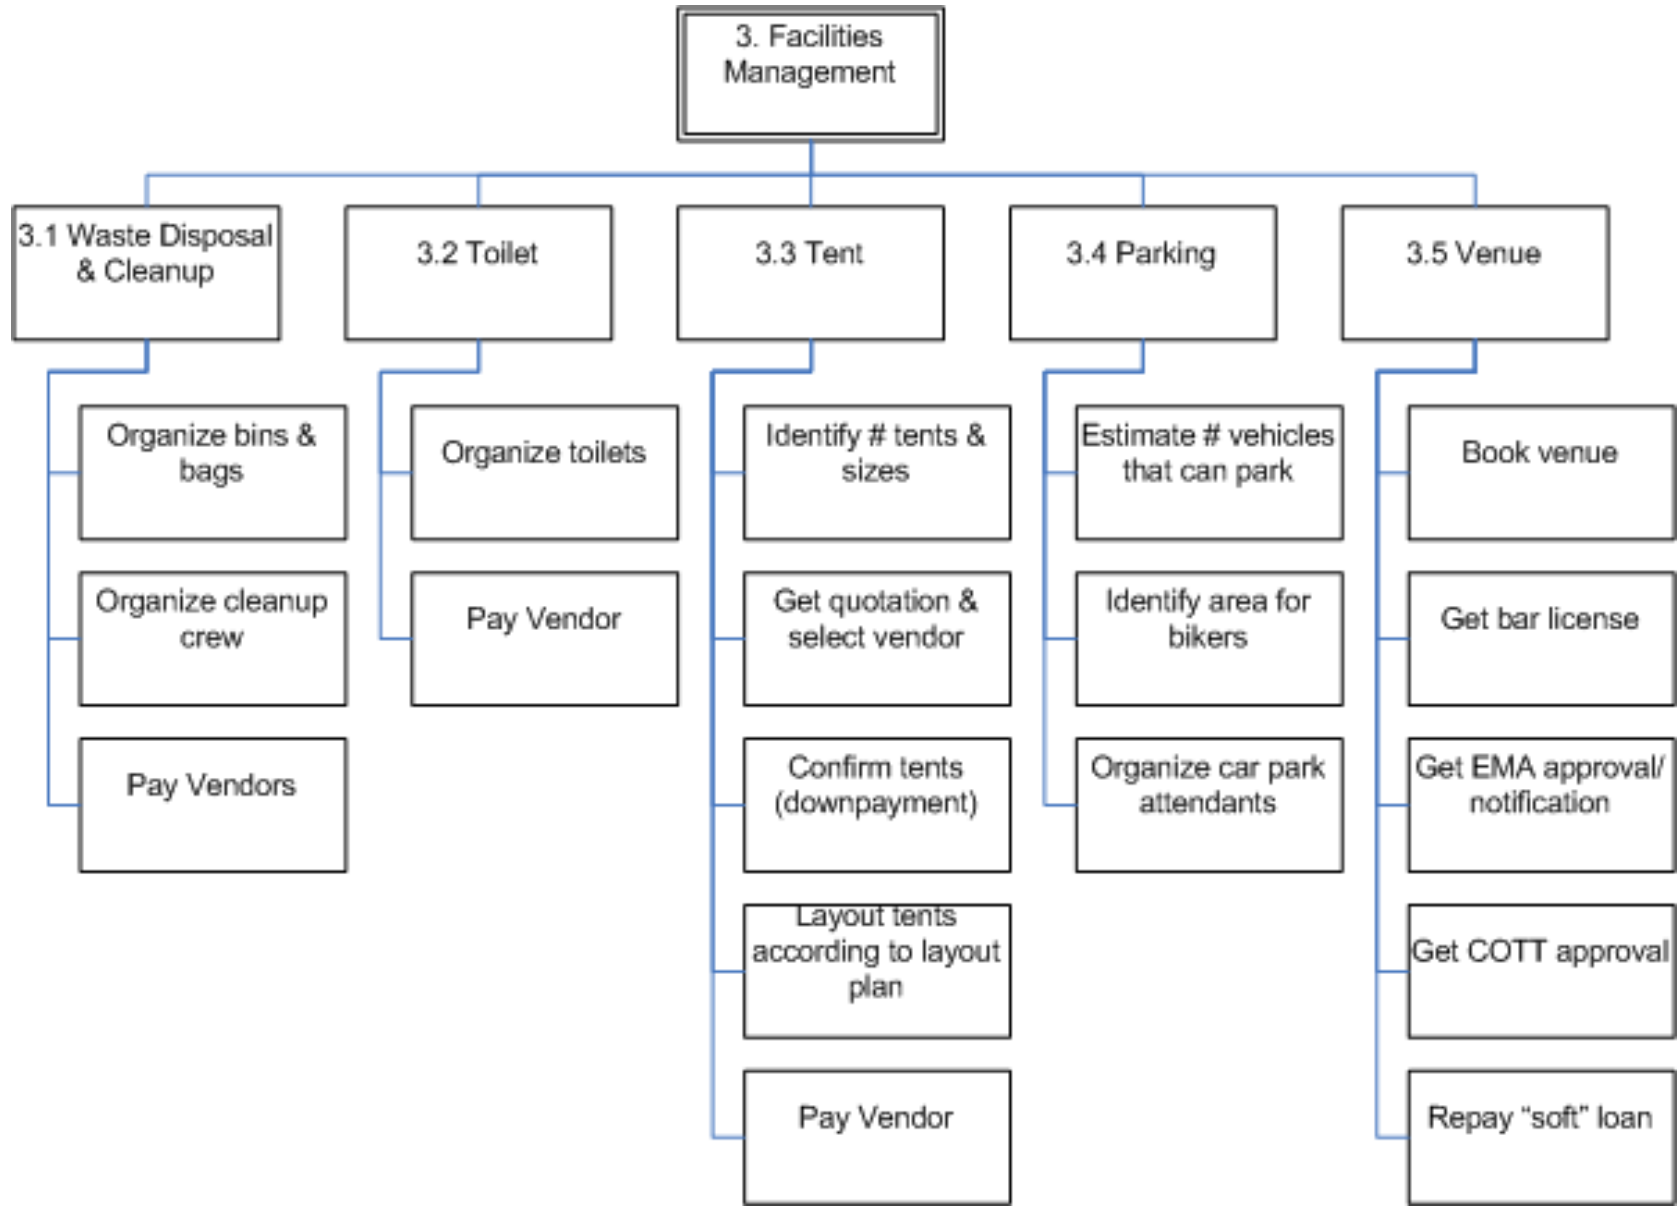 3. Facilities
Management
3.1 Waste Disposal
& Cleanup
3.2 Toilet
3.3 Tent
3.4 Parking
3.5 Venue
Organize bins &
bags
Organize cleanup
crew
Pay Vendors
Organize toilets
Pay Vendor
Identify # tents &
sizes
Get quotation &
select vendor
Confirm tents
(downpayment)
Layout tents
according to layout
plan
Pay Vendor
Estimate # vehicles
that can park
Identify area for
bikers
Organize car park
attendants
Book venue
Get bar license
Get EMA approval/
notification
Get COTT approval
Repay “soft” loan